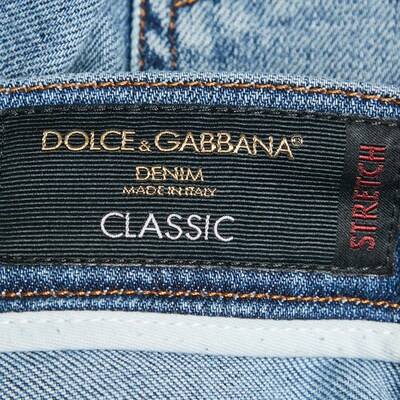 DOLCE & GABBANA®
DENIM
MADE IN ITALY
CLASSIC
STRETCH